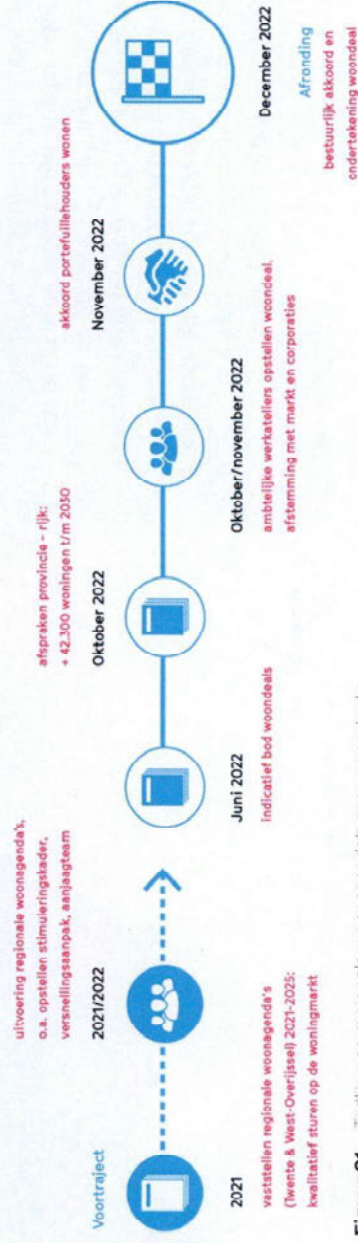 Voortraject
2021
vaststellen regionale woonagenda's
(Twente & West-Overijssel) 2021-2025:
kwalitatief sturen op de woningmarkt
uitvoering regionale woonagenda's,
o.a. opstellen stimuleringskader,
versnellingsaanpak, aanjaagteam
2021/2022
Juni 2022
indicatief bod woondeals
afspraken provincie – rijk:
+ 42.300 woningen t/m 2030
Oktober 2022
Oktober/november 2022
ambtelijke werkateliers opstellen woondeal,
afstemming met markt en corporaties
akkoord portefuillehouders wonen
November 2022
December 2022
Afronding
bestuurlijk akkoord en
ondertekening woondeal